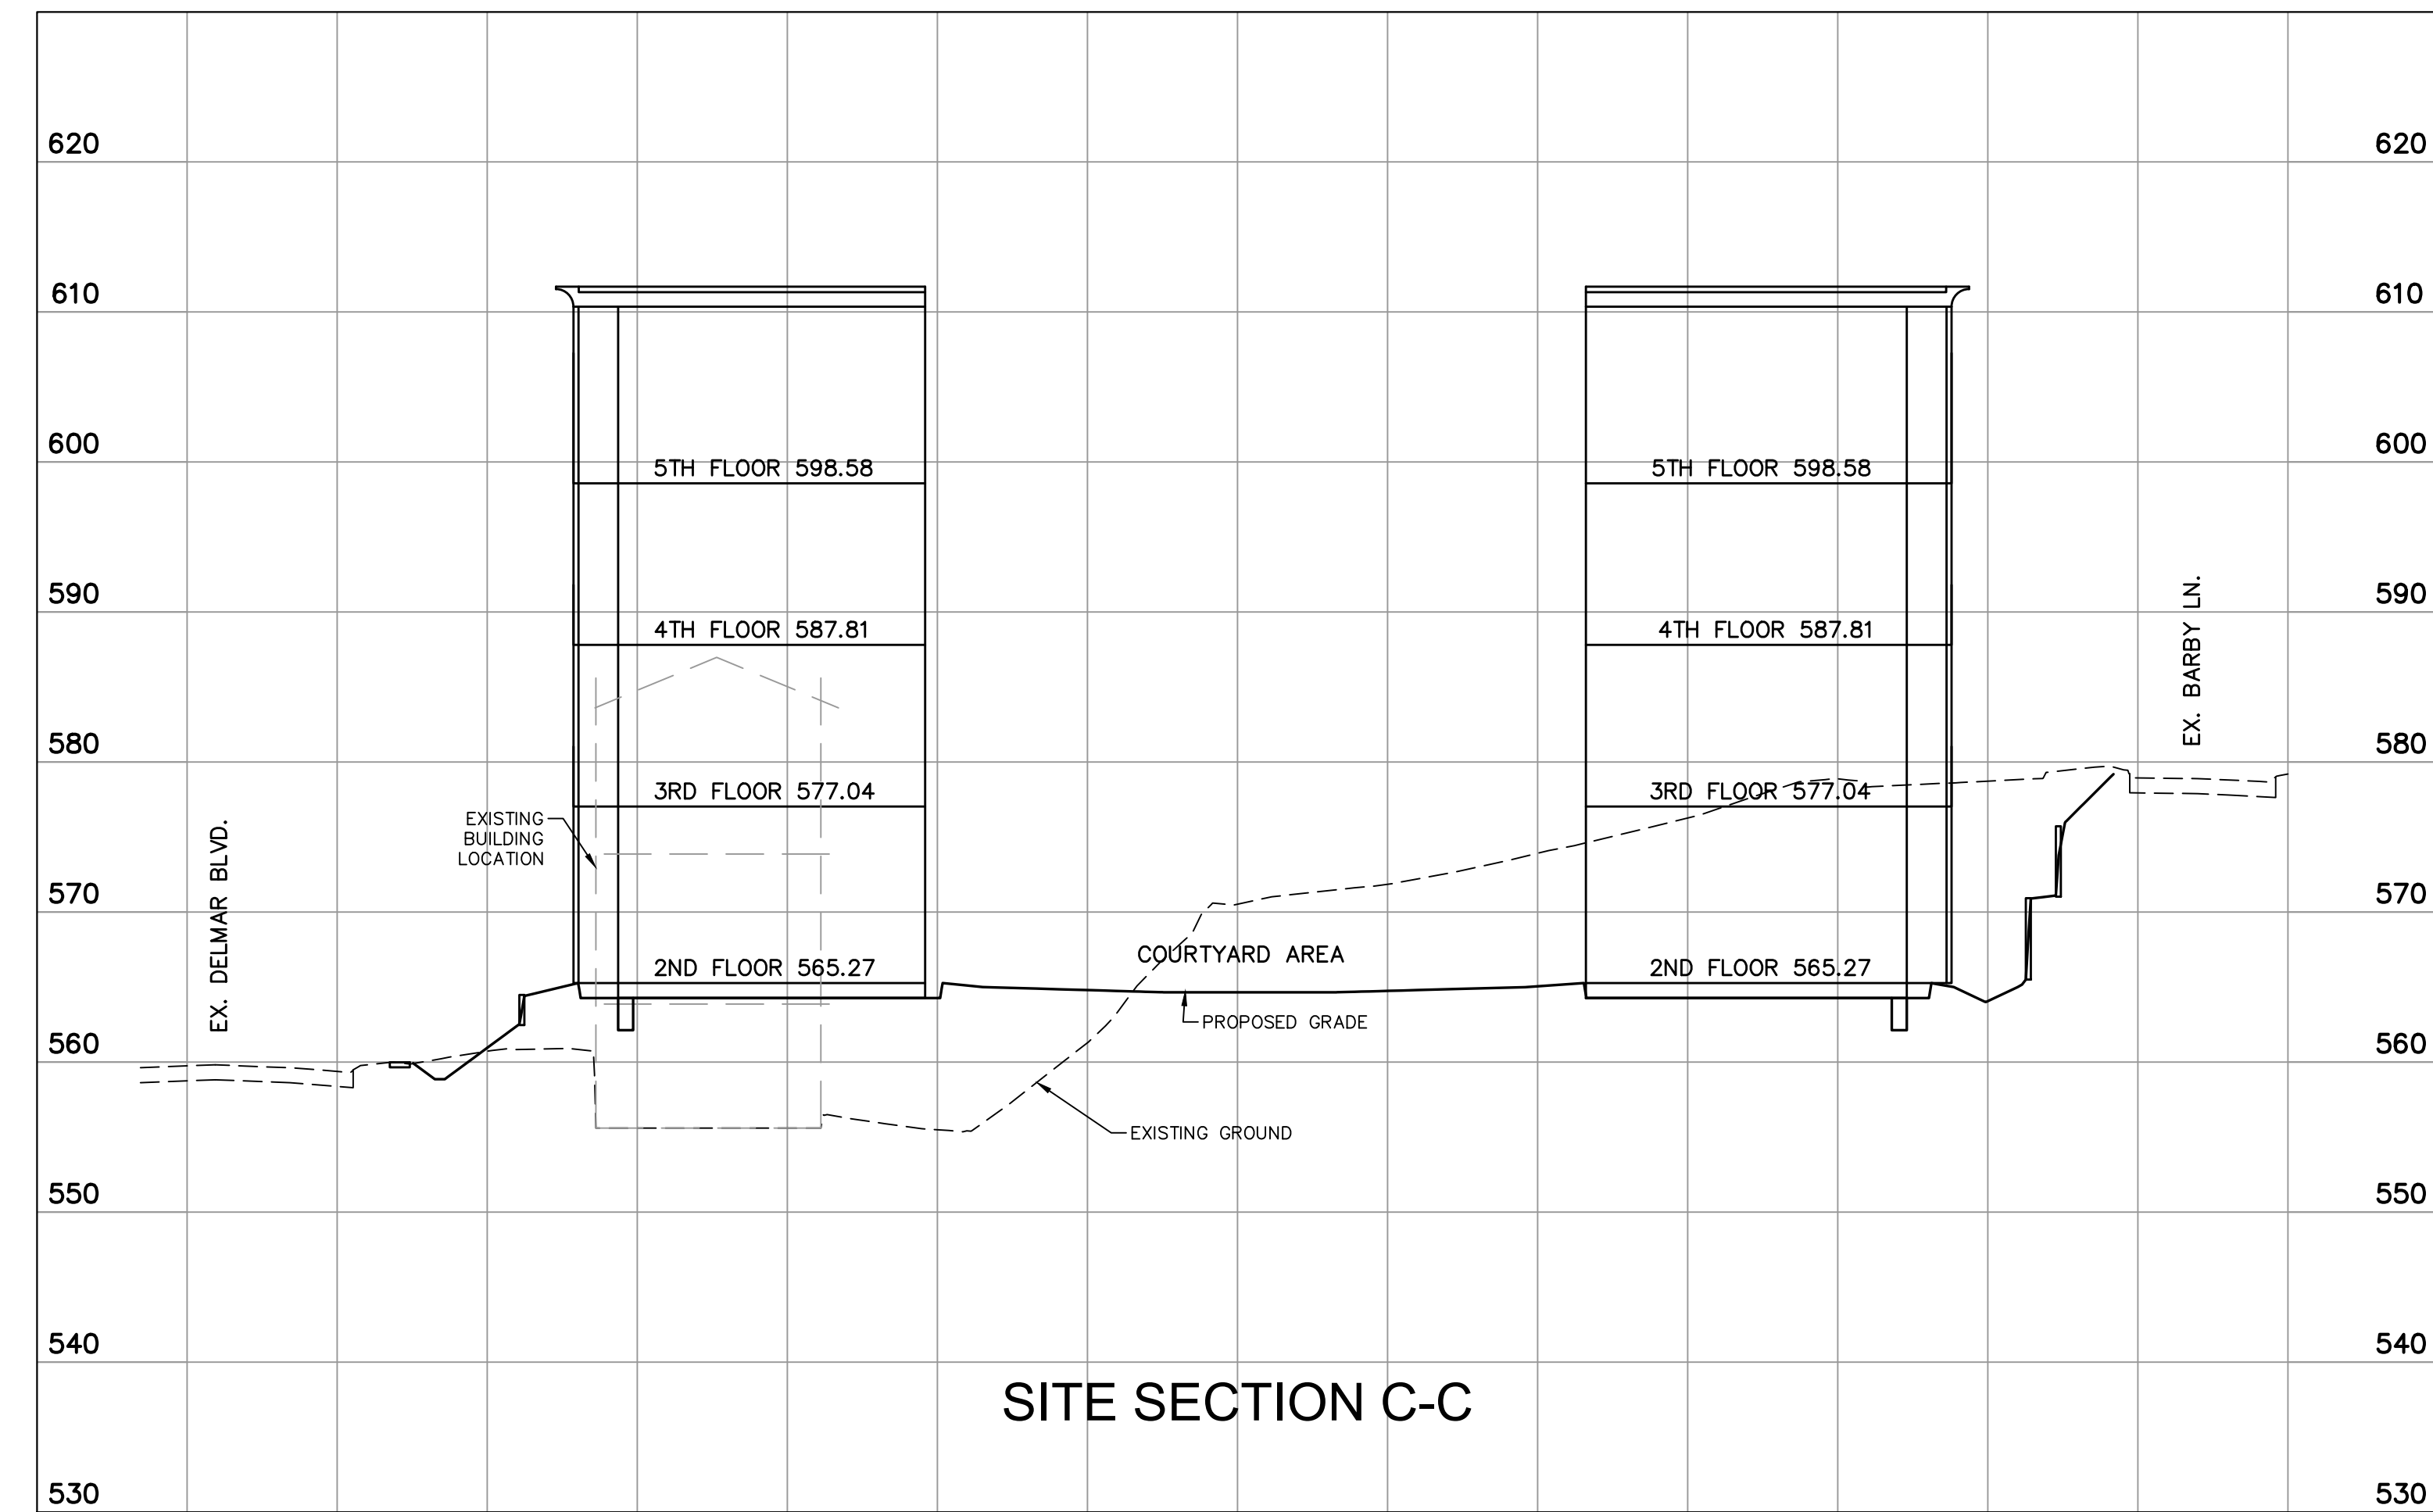 620 620
610 610
600 600
5TH FLOOR 598.58 5TH FLOOR 598.58
590 590
4TH FLOOR 587.81 4TH FLOOR 587.81
EX. BARBY LN.
580 580
3RD FLOOR 577.04 3RD FLOOR 577.04
EXISTING
BUILDING
LOCATION
EX. DELMAR BLVD.
570 570
COURTYARD AREA
2ND FLOOR 565.27 2ND FLOOR 565.27
PROPOSED GRADE
560 560
EXISTING GROUND
550 550
540 540
SITE SECTION C-C
530 530